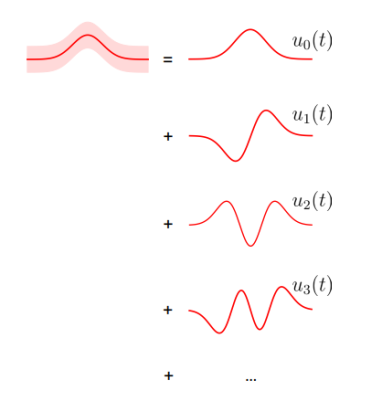 = u₀(t)
+ u₁(t)
+ u₂(t)
+ u₃(t)
+ ...